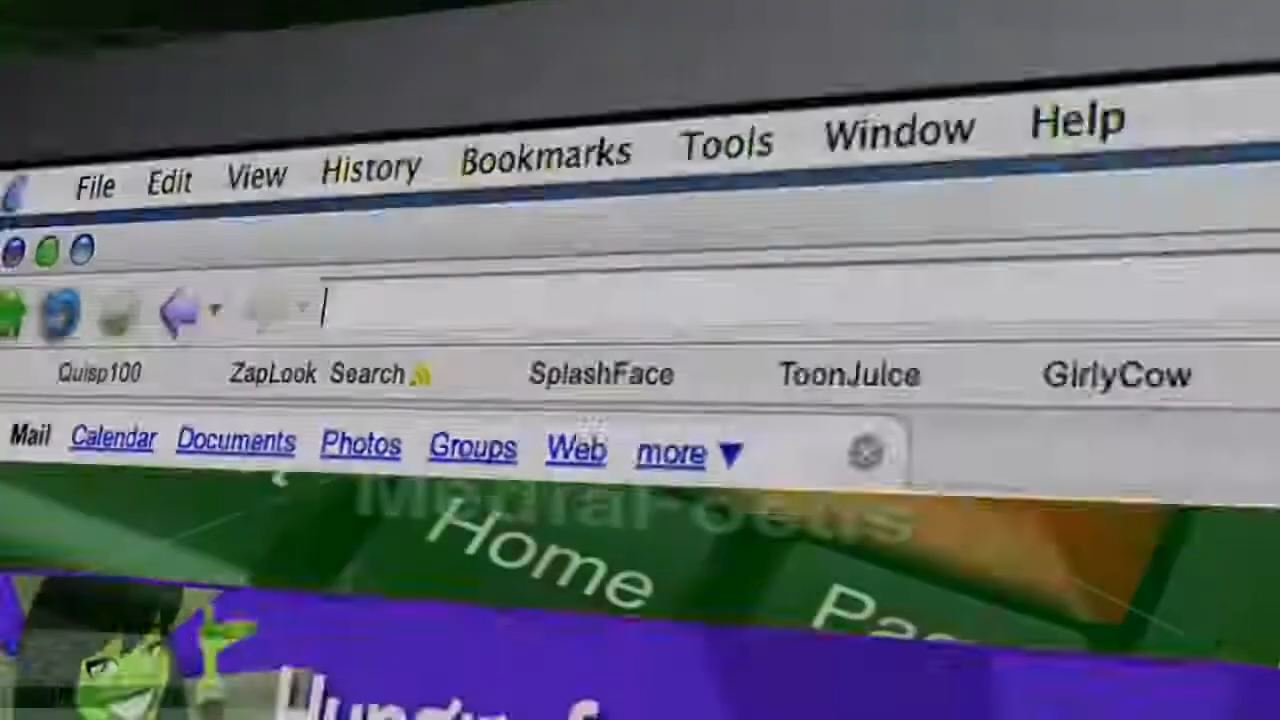 File Edit View History Bookmarks Tools Window Help
Quisp100 ZapLook Search SplashFace ToonJuice GirlyCow
Mail Calendar Documents Photos Groups Web more
MediaFocus
Home